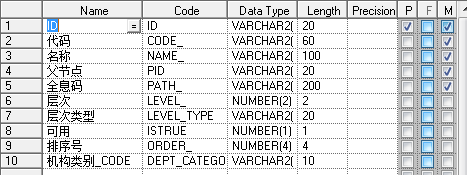 Name Code Data Type Length Precision P F M
1 ID = ID VARCHAR2( 20
2 代码 CODE_ VARCHAR2( 60
3 名称 NAME_ VARCHAR2( 100
4 父节点 PID VARCHAR2( 20
5 全息码 PATH_ VARCHAR2( 200
6 层次 LEVEL_ NUMBER(2) 2
7 层次类型 LEVEL_TYPE VARCHAR2( 20
8 可用 ISTRUE NUMBER(1) 1
9 排序号 ORDER_ NUMBER(4) 4
10 机构类别_CODE DEPT_CATEGO VARCHAR2( 10